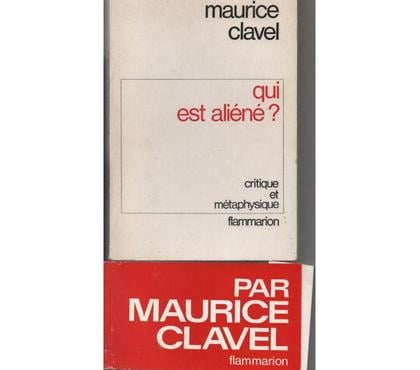 maurice
clavel
qui
est aliéné ?
critique
et
métaphysique
flammarion
PAR
MAURICE
CLAVEL
flammarion